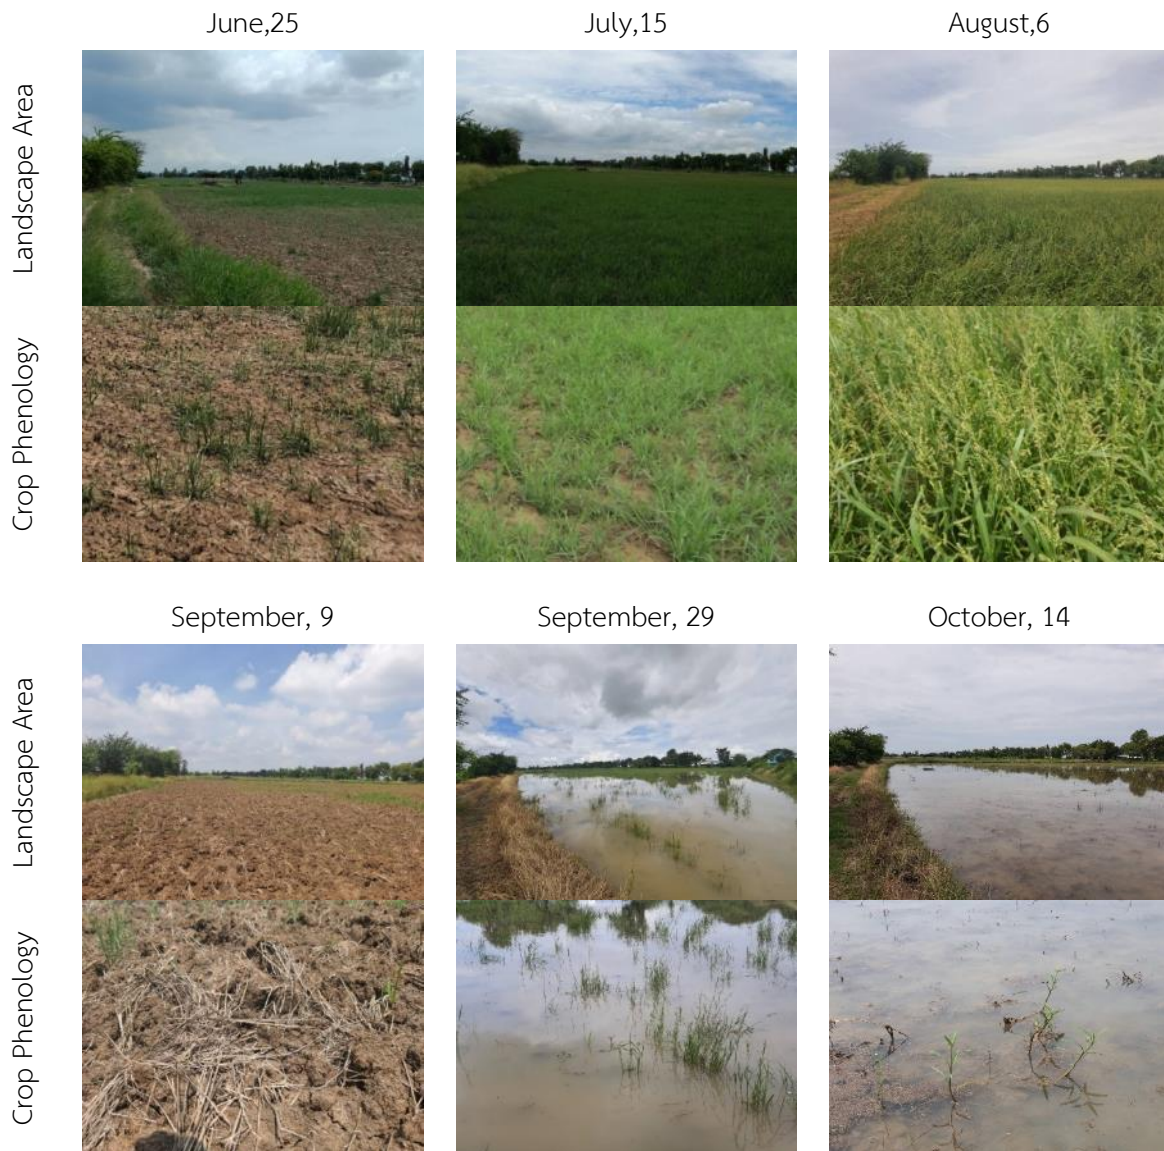 June,25
July,15
August,6
Landscape Area
Crop Phenology
September, 9
September, 29
October, 14
Landscape Area
Crop Phenology